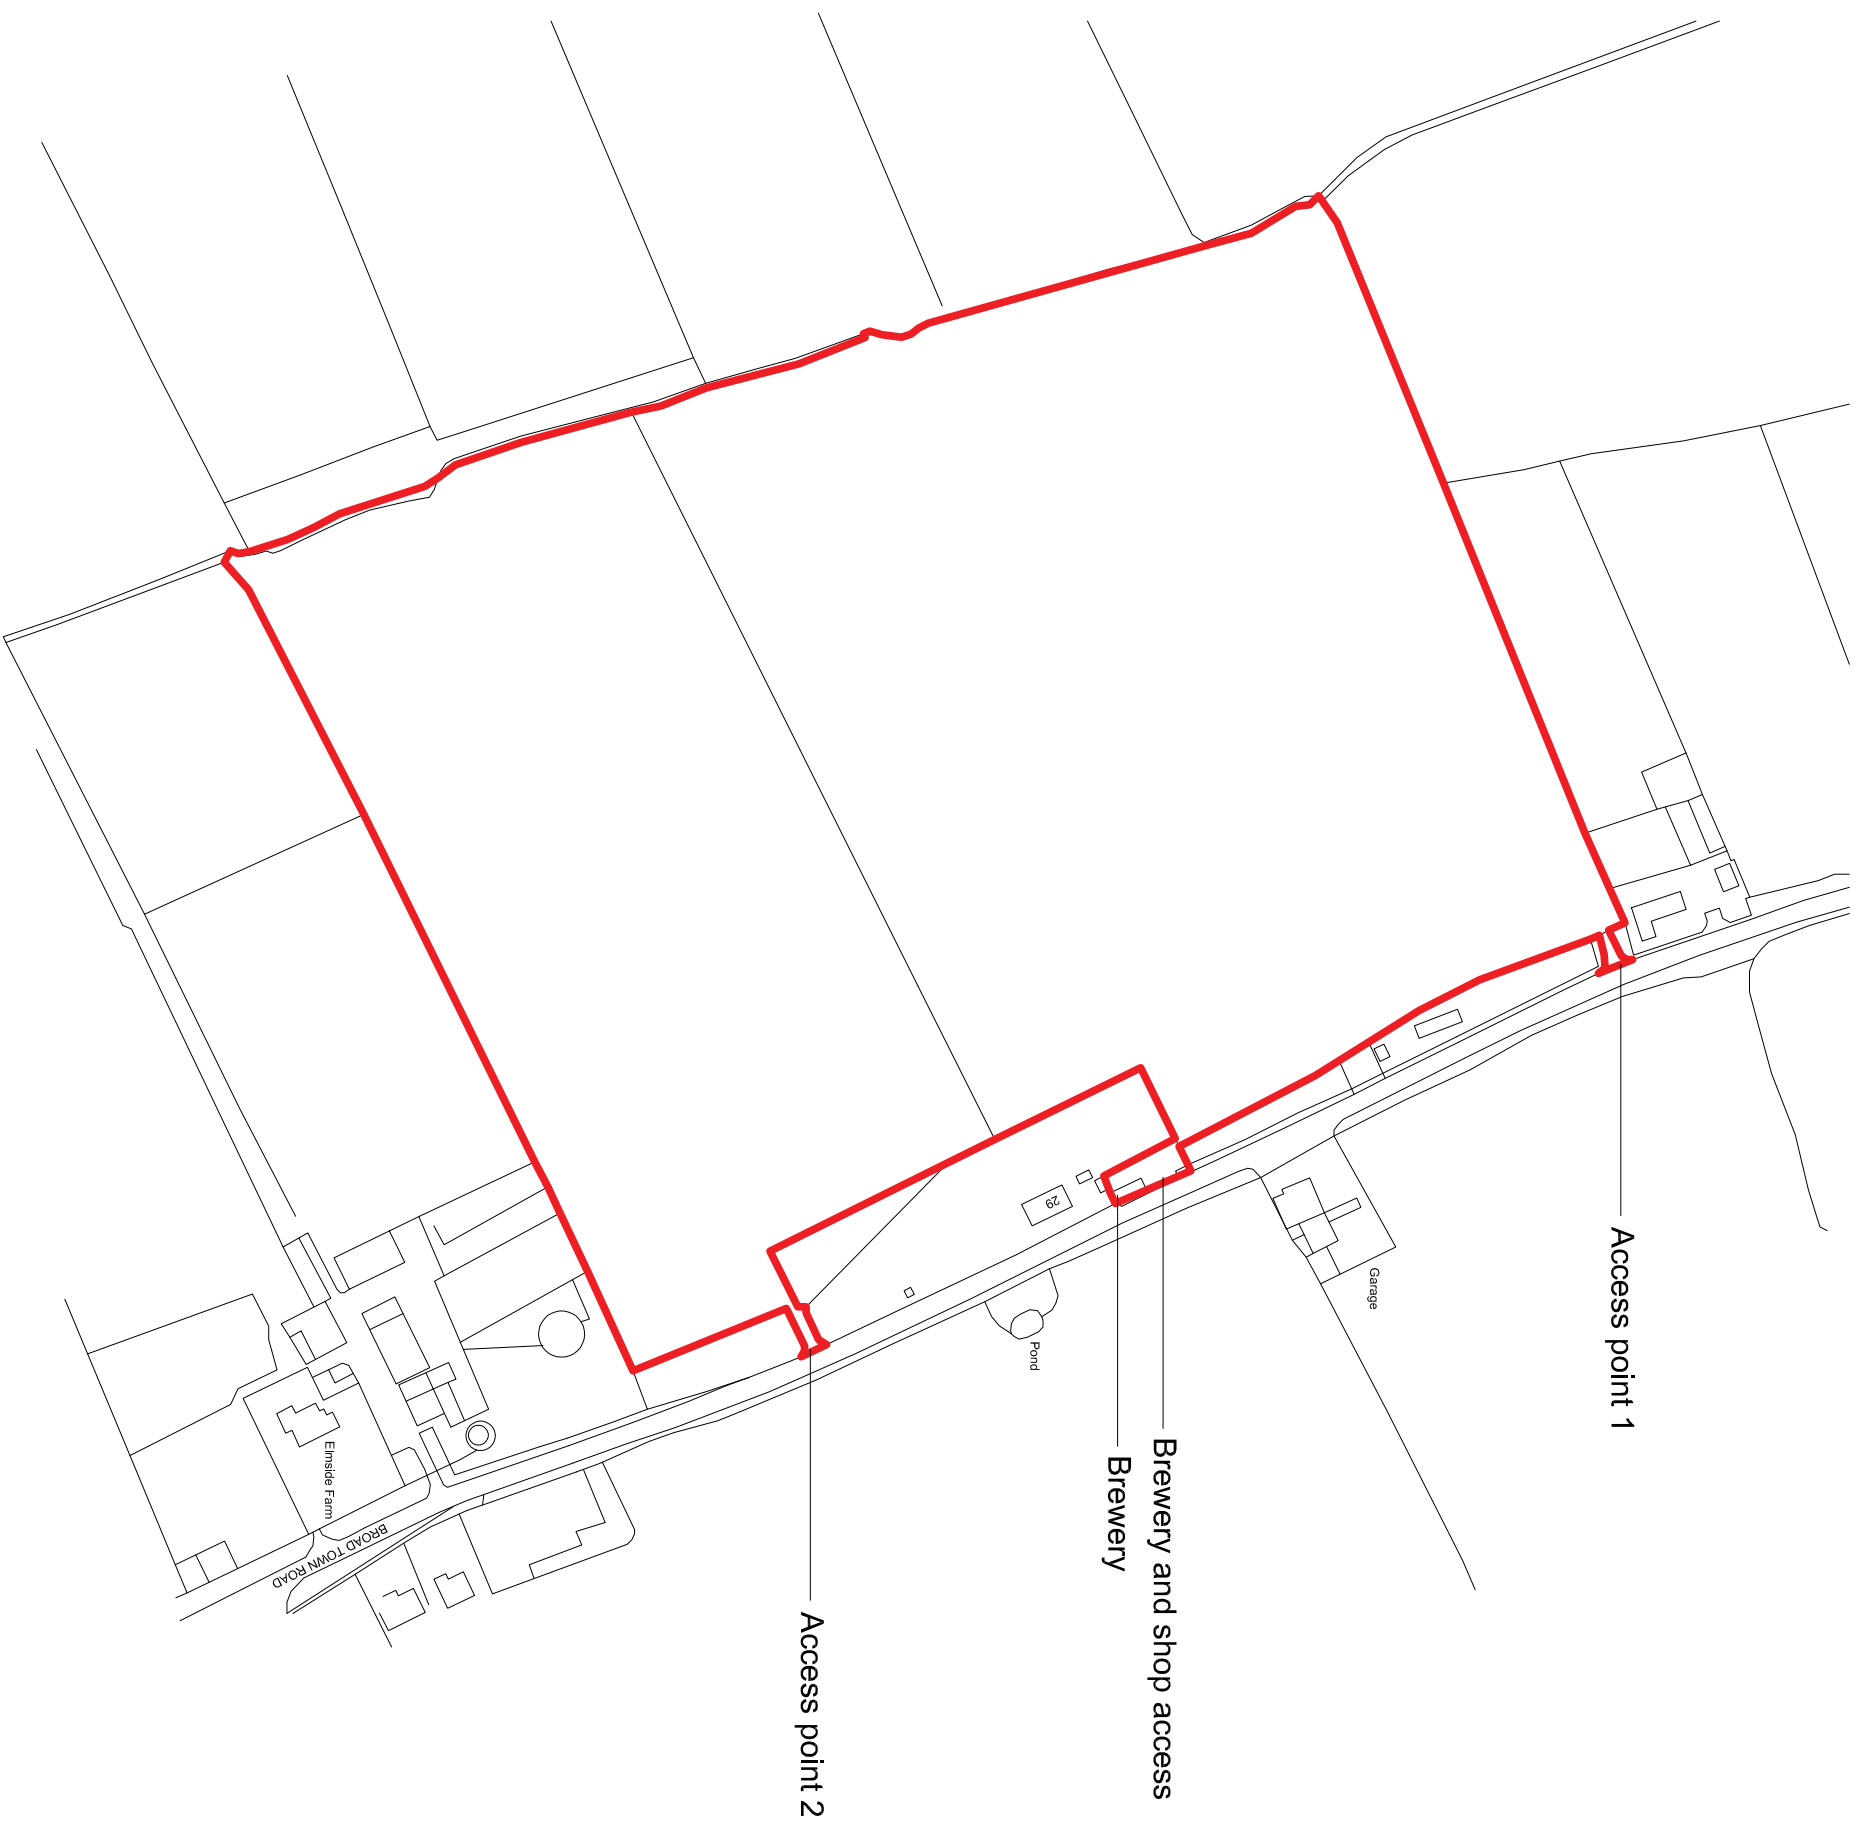 Access point 1
Garage
Brewery and shop access
Brewery
Pond
29
Access point 2
Elmside Farm
BROAD TOWN ROAD